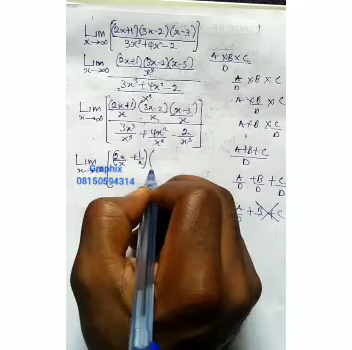 Lim x→∞ [(2x+1)(3x-2)(x-3) / 3x³+4x²-2]
Lim x→∞ (2x+1)(3x-2)(x-3) / x³ / 3x³+4x²-2 / x³
Lim x→∞ [(2x+1)/x (3x-2)/x (x-3)/x / 3x³/x³ + 4x²/x³ - 2/x³]
Lim x→∞ [(2x/x + 1/x)(
Graphix
08150594314
A×B×C / D
A/D × B × C
A × B/D × C
A × B × C
A+B+C / D
A/D + B/D + C/D
A/D + B + C